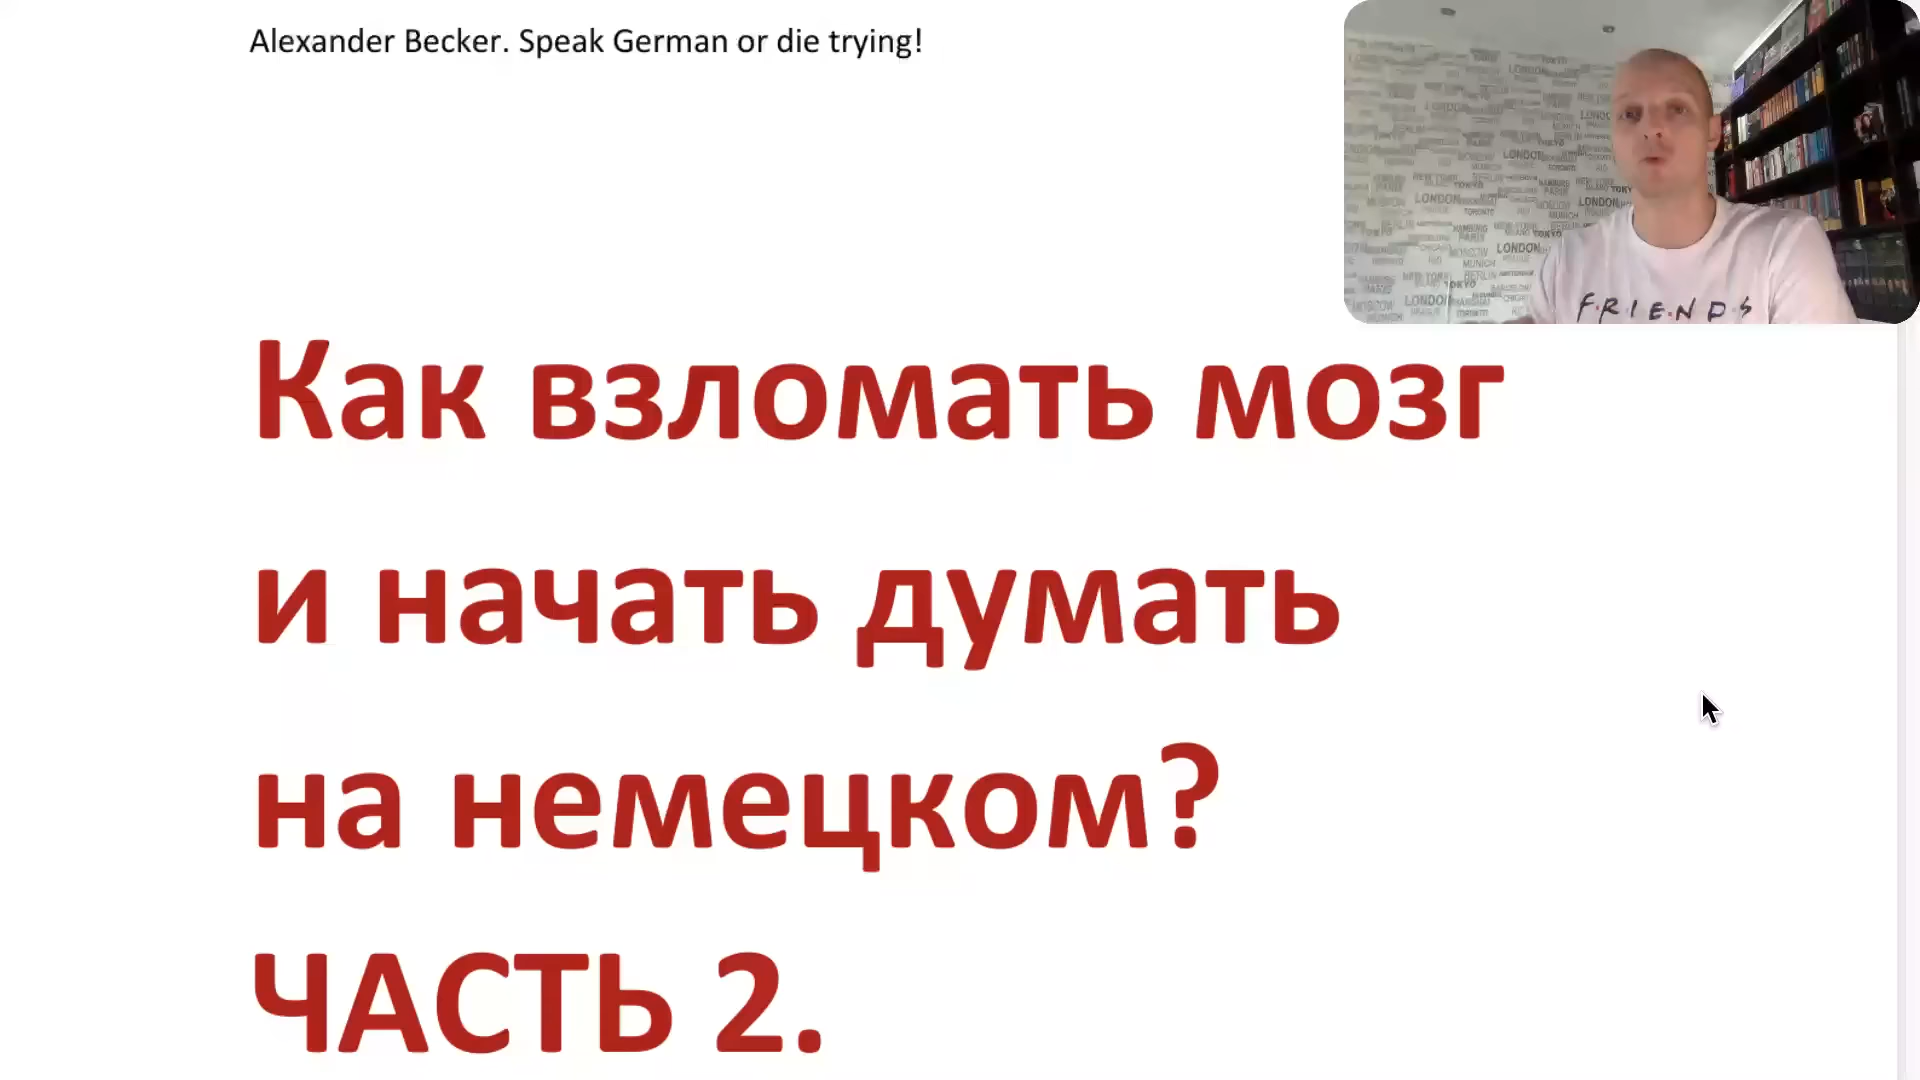 Alexander Becker. Speak German or die trying!
F·R·I·E·N·D·S
Как взломать мозг
и начать думать
на немецком?
ЧАСТЬ 2.